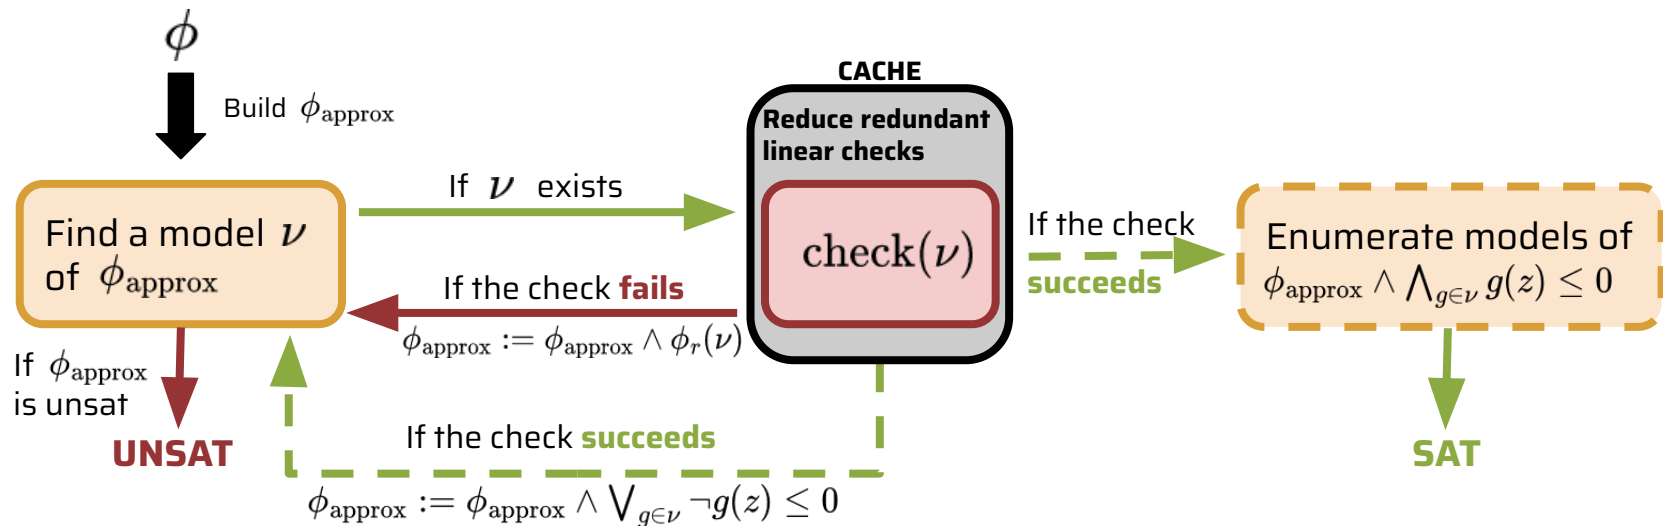 ϕ
Build ϕ_approx
CACHE
Reduce redundant
linear checks
If ν exists
Find a model ν
of ϕ_approx
check(ν)
If the check
succeeds
Enumerate models of
ϕ_approx ∧ ⋀_{g∈ν} g(z) ≤ 0
If the check fails
ϕ_approx := ϕ_approx ∧ ϕ_r(ν)
If ϕ_approx
is unsat
UNSAT
If the check succeeds
ϕ_approx := ϕ_approx ∧ ⋁_{g∈ν} ¬g(z) ≤ 0
SAT